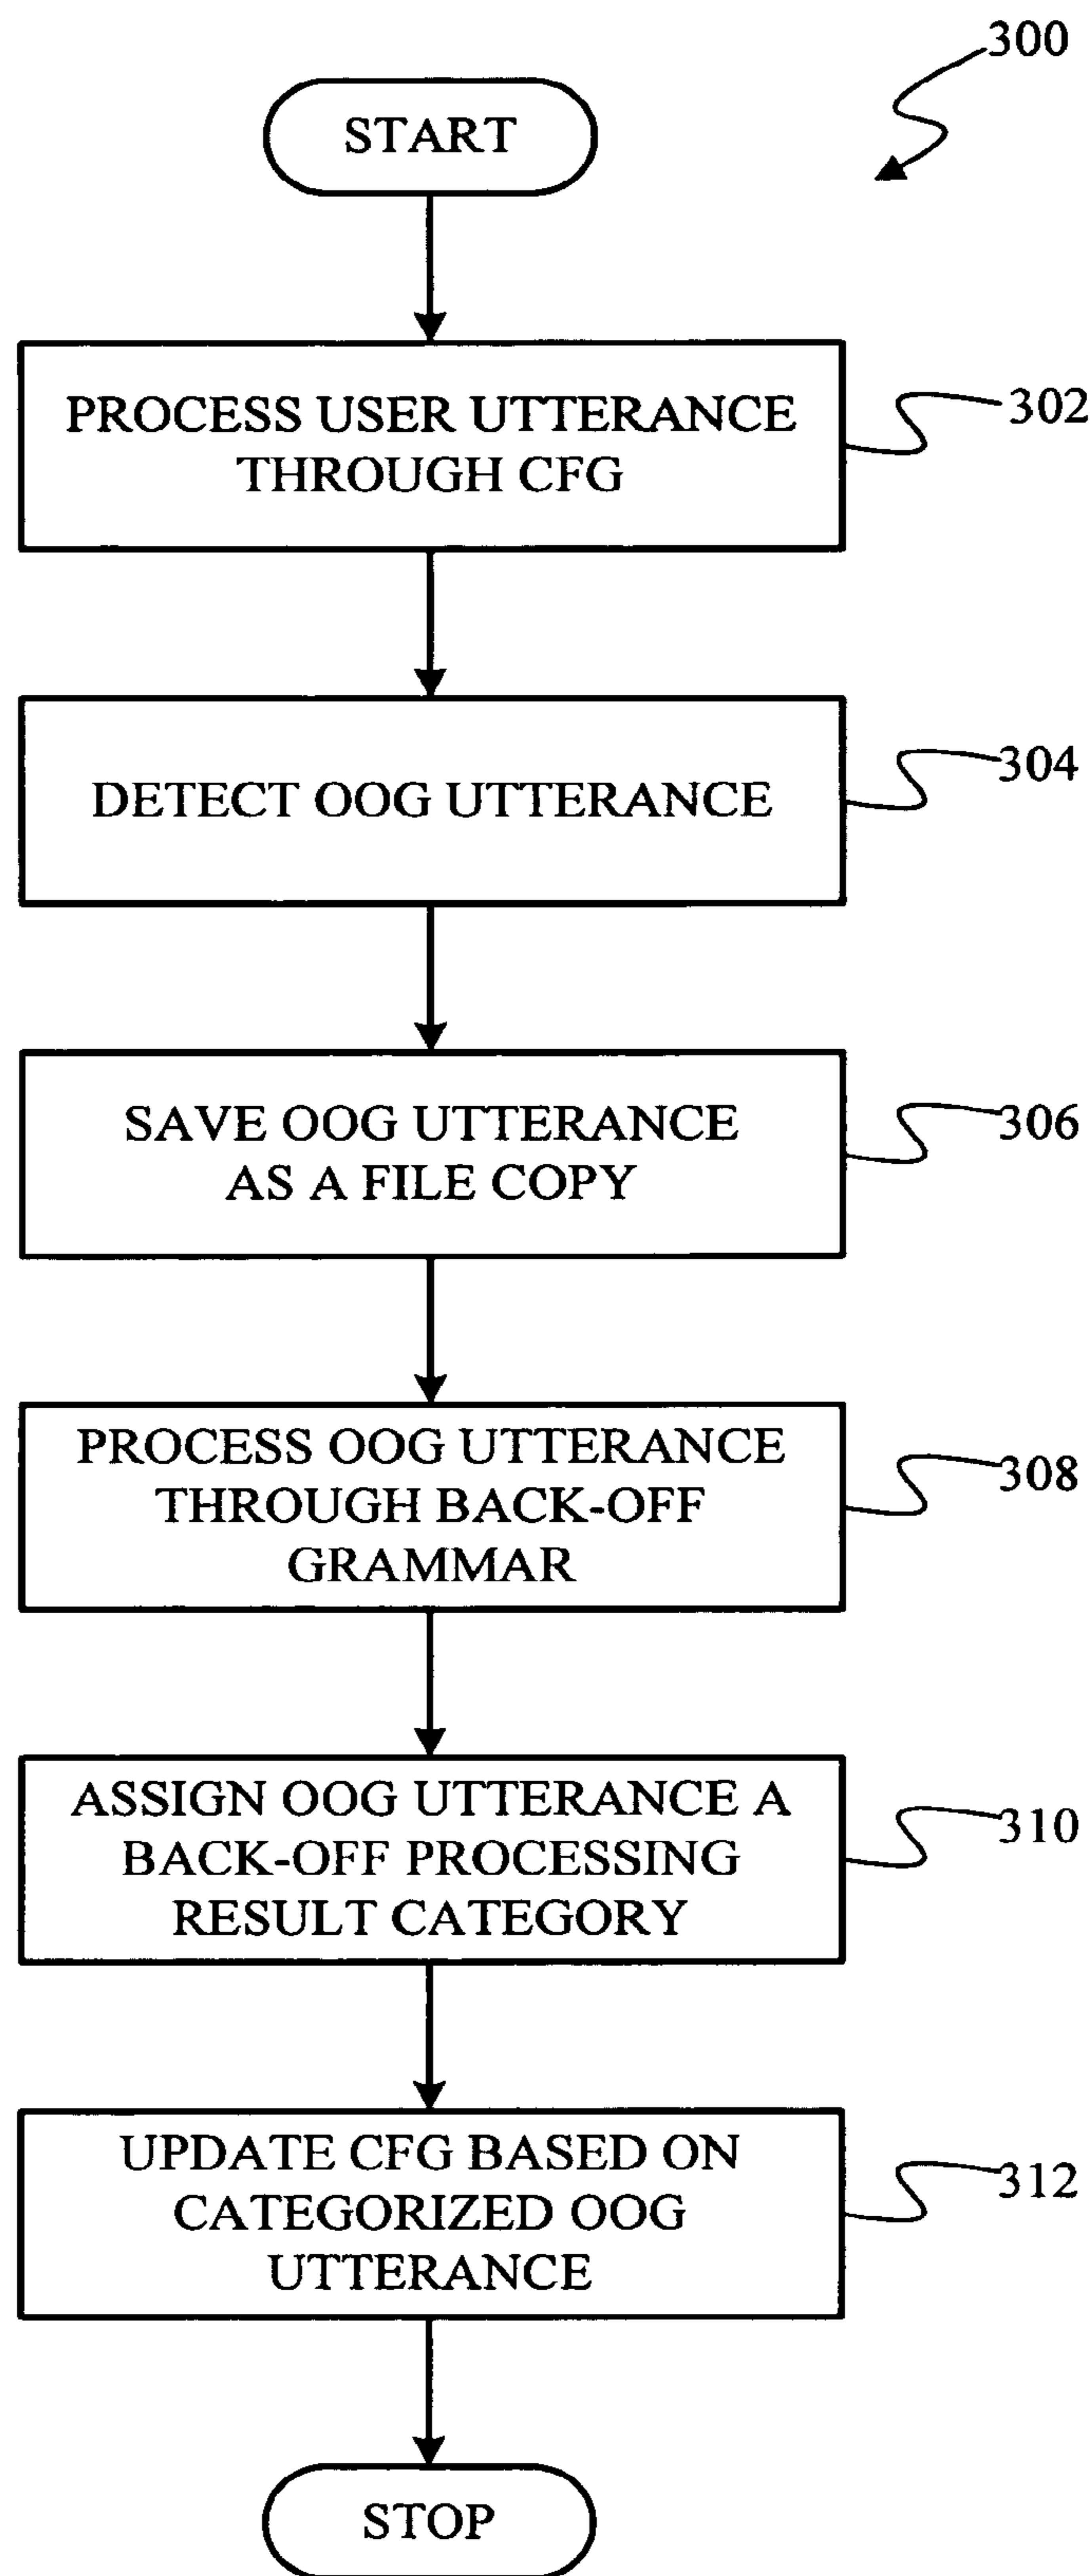 300
START
PROCESS USER UTTERANCE
THROUGH CFG
302
DETECT OOG UTTERANCE
304
SAVE OOG UTTERANCE
AS A FILE COPY
306
PROCESS OOG UTTERANCE
THROUGH BACK-OFF
GRAMMAR
308
ASSIGN OOG UTTERANCE A
BACK-OFF PROCESSING
RESULT CATEGORY
310
UPDATE CFG BASED ON
CATEGORIZED OOG
UTTERANCE
312
STOP